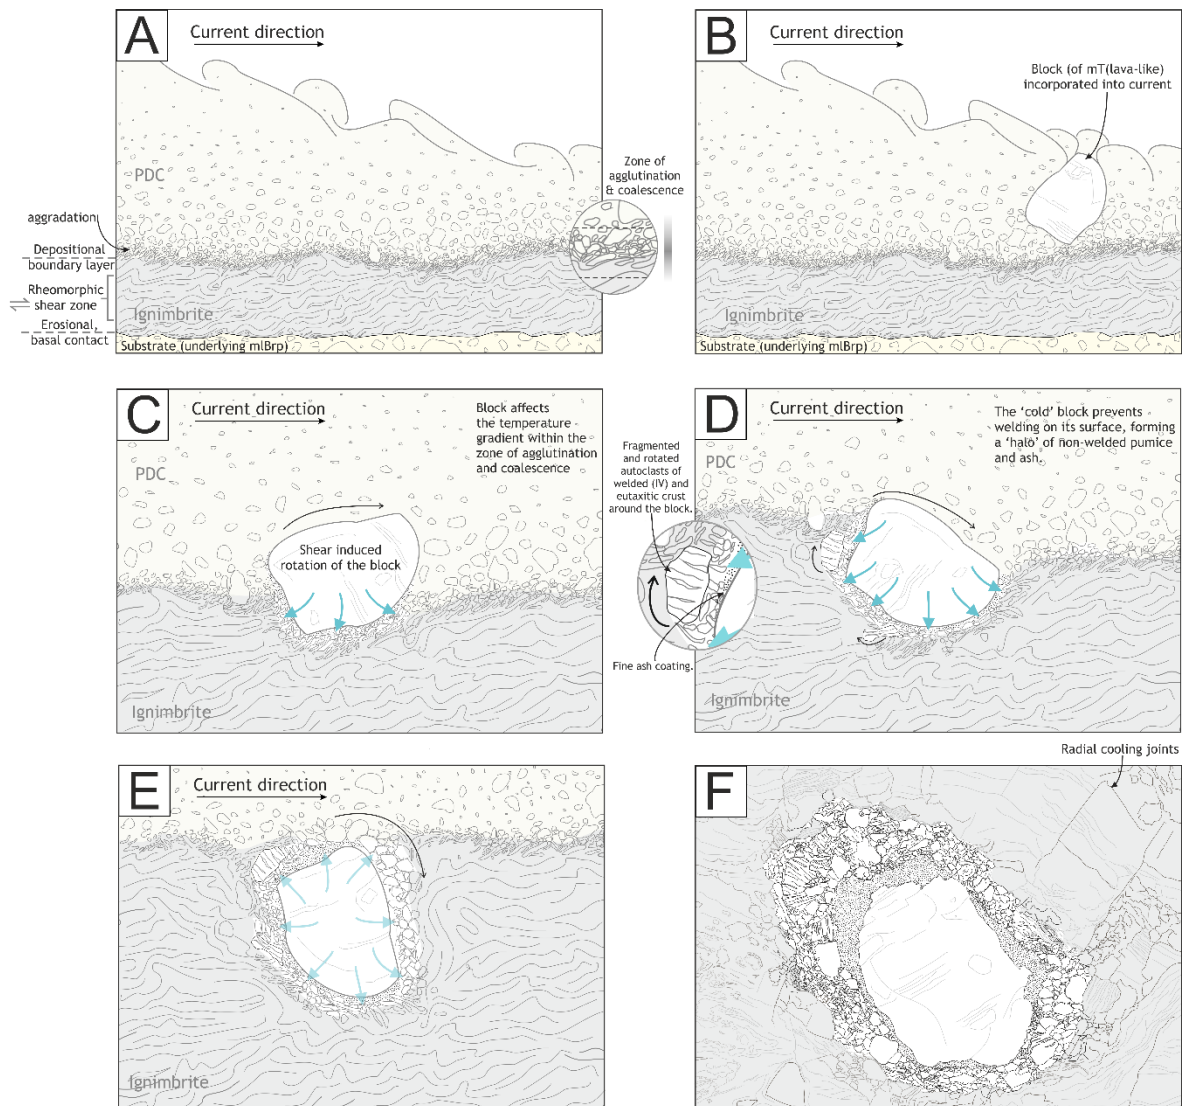 A
Current direction
PDC
aggradation
Depositional
boundary layer
Rheomorphic
shear zone
Erosional,
basal contact
Ignimbrite
Substrate (underlying mlBrp)
Zone of
agglutination
& coalescence
B
Current direction
Block (of mT(lava-like)
incorporated into current
Ignimbrite
Substrate (underlying mlBrp)
C
Current direction
Block affects
the temperature
gradient within the
zone of agglutination
and coalescence
PDC
Shear induced
rotation of the block
Ignimbrite
D
Current direction
The ‘cold’ block prevents
welding on its surface, forming
a ‘halo’ of non-welded pumice
and ash.
PDC
Fragmented
and rotated
autoclasts of
welded (IV) and
eutaxitic crust
around the block.
Fine ash coating.
Ignimbrite
E
Current direction
Ignimbrite
F
Radial cooling joints